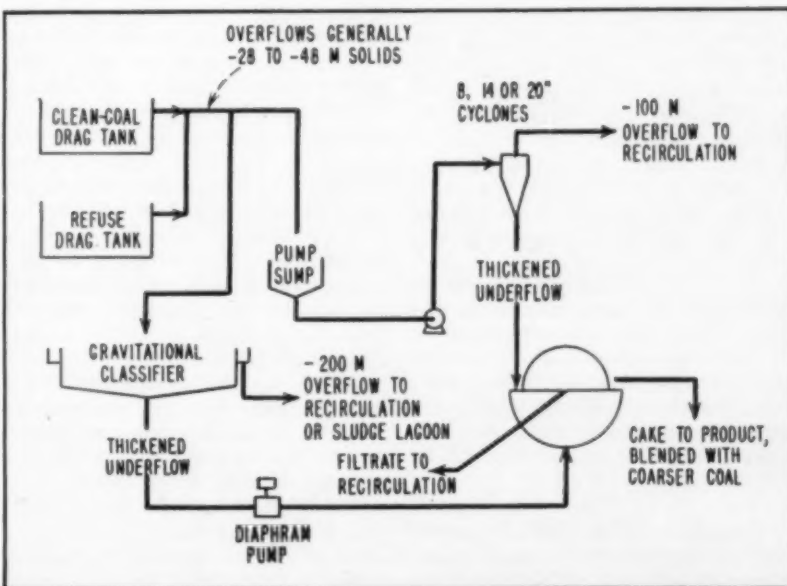 OVERFLOWS GENERALLY
-28 TO -48 M SOLIDS
CLEAN-COAL
DRAG TANK
REFUSE
DRAG TANK
8, 14 OR 20"
CYCLONES
-100 M
OVERFLOW TO
RECIRCULATION
PUMP
SUMP
THICKENED
UNDERFLOW
GRAVITATIONAL
CLASSIFIER
-200 M
OVERFLOW TO
RECIRCULATION
OR SLUDGE LAGOON
THICKENED
UNDERFLOW
FILTRATE TO
RECIRCULATION
CAKE TO PRODUCT,
BLENDED WITH
COARSER COAL
DIAPHRAM
PUMP